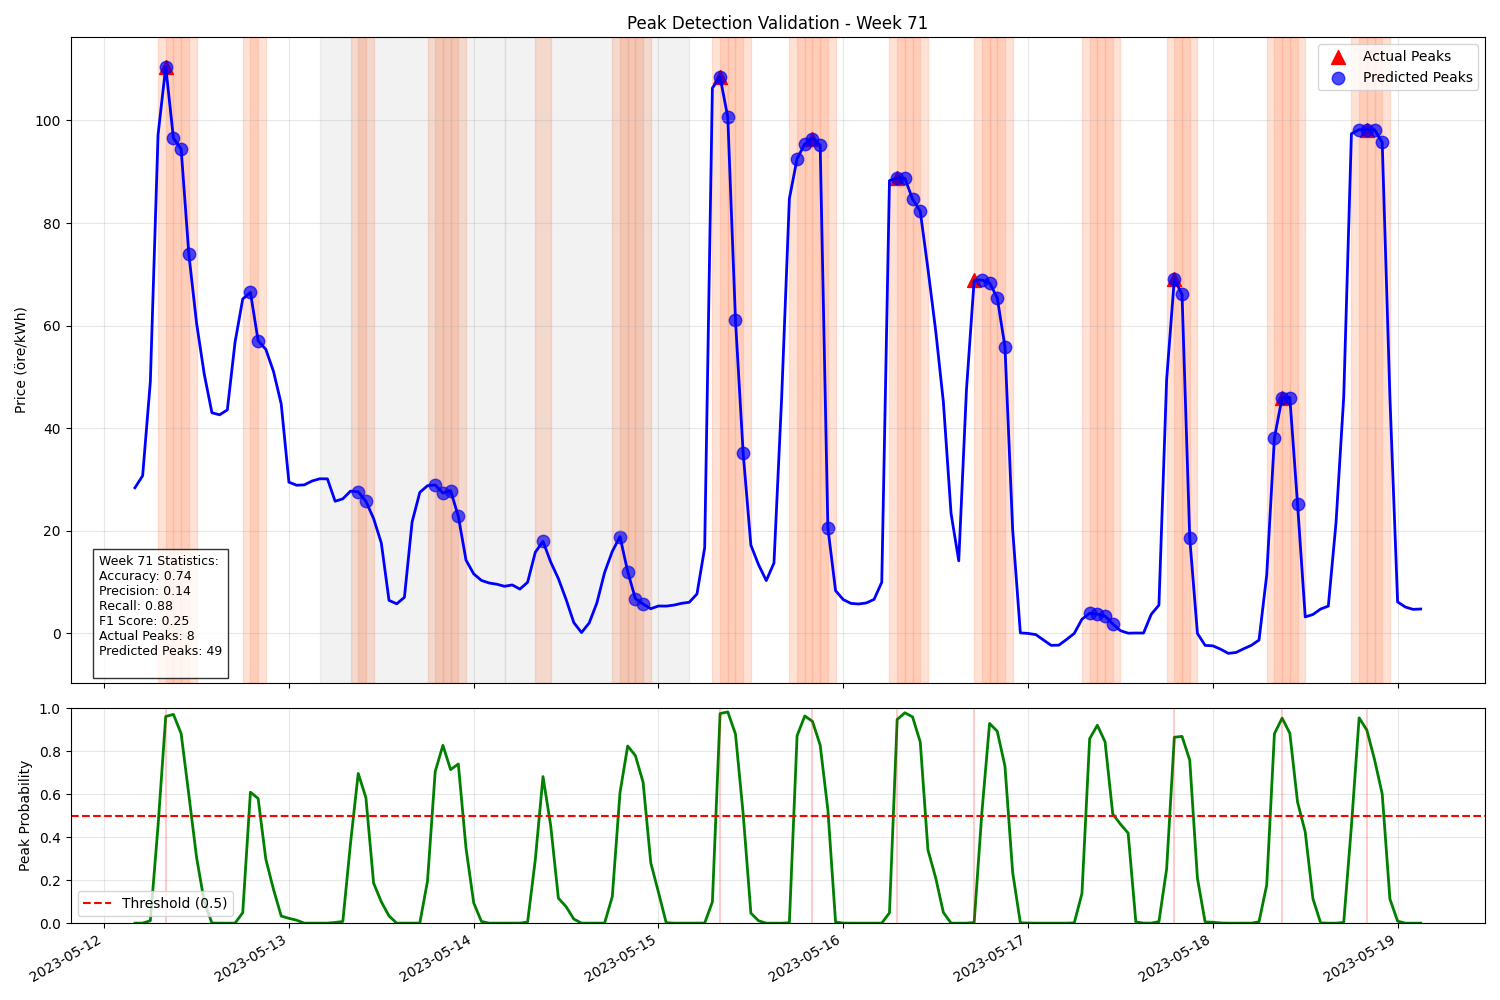 Peak Detection Validation - Week 71
Actual Peaks
Predicted Peaks
Price (öre/kWh)
100
80
60
40
20
0
Week 71 Statistics:
Accuracy: 0.74
Precision: 0.14
Recall: 0.88
F1 Score: 0.25
Actual Peaks: 8
Predicted Peaks: 49
Peak Probability
1.0
0.8
0.6
0.4
0.2
0.0
Threshold (0.5)
2023-05-12
2023-05-13
2023-05-14
2023-05-15
2023-05-16
2023-05-17
2023-05-18
2023-05-19